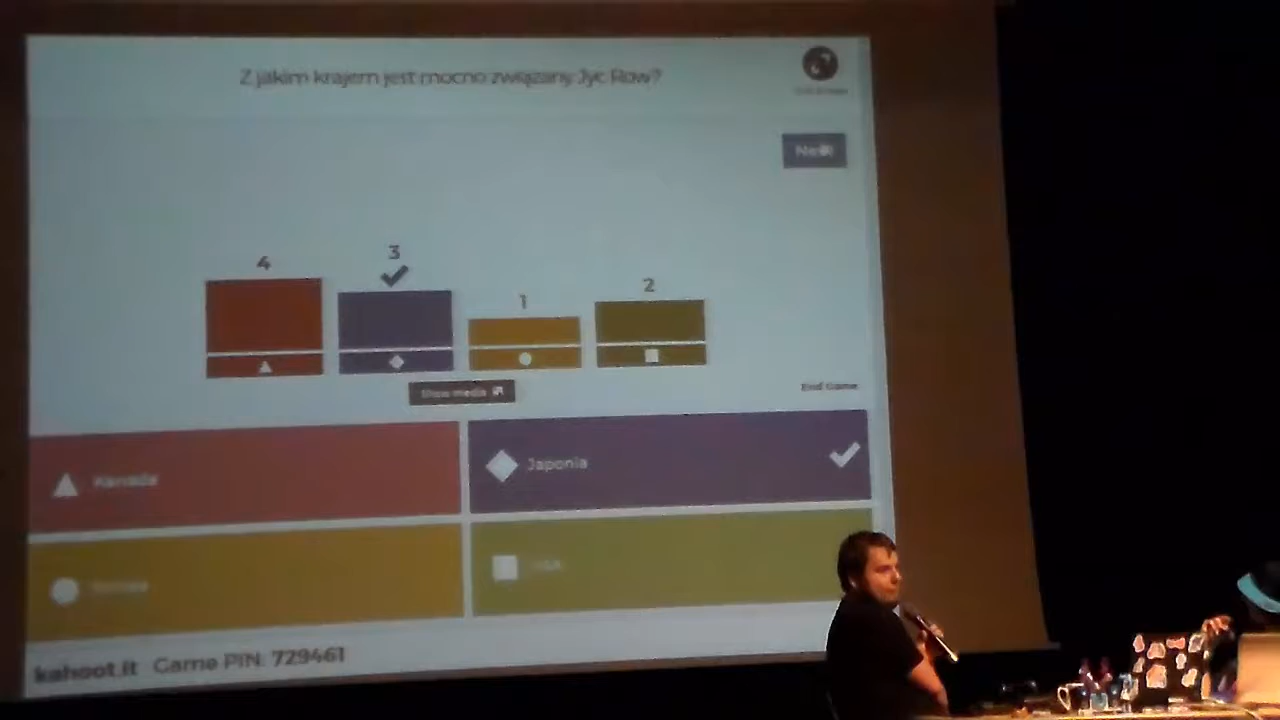 Z jakim krajem jest mocno związany Jyc Row?
Next
4
3
1
2
Show media
End Game
Kanada
Japonia
USA
kahoot.it Game PIN: 729461